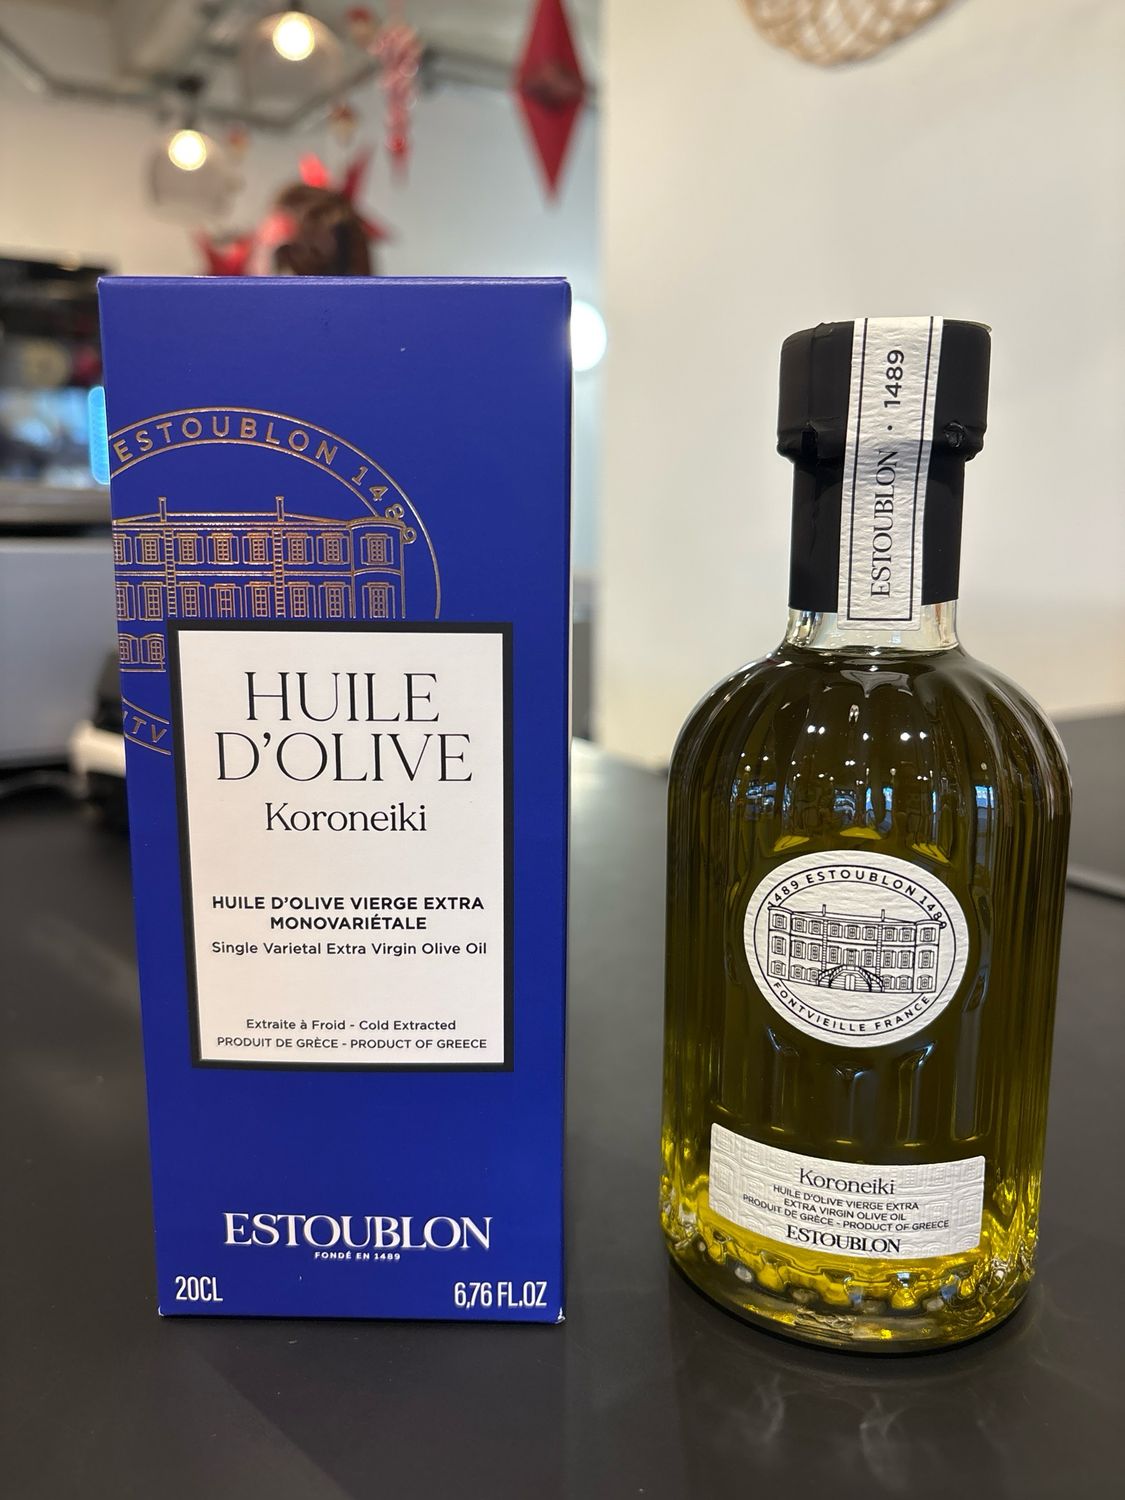 ESTOUBLON 1489
HUILE
D'OLIVE
Koroneiki
HUILE D'OLIVE VIERGE EXTRA
MONOVARIÉTALE
Single Varietal Extra Virgin Olive Oil
Extraite à Froid - Cold Extracted
PRODUIT DE GRÈCE - PRODUCT OF GREECE
ESTOUBLON
FONDÉ EN 1489
20CL
6,76 FL.OZ
ESTOUBLON • 1489
1489 ESTOUBLON 1489
FONTVIEILLE FRANCE
Koroneiki
HUILE D'OLIVE VIERGE EXTRA
EXTRA VIRGIN OLIVE OIL
PRODUIT DE GRÈCE - PRODUCT OF GREECE
ESTOUBLON